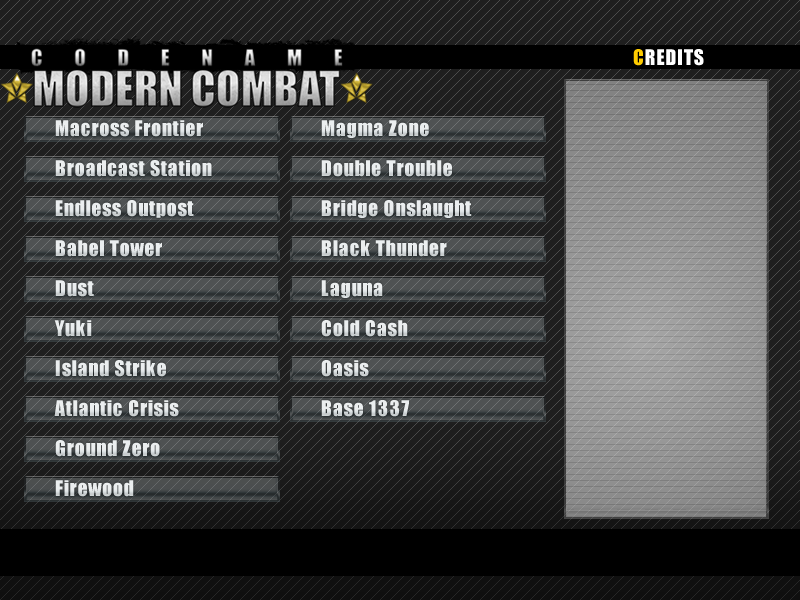 CODENAME
MODERN COMBAT
CREDITS
Macross Frontier
Broadcast Station
Endless Outpost
Babel Tower
Dust
Yuki
Island Strike
Atlantic Crisis
Ground Zero
Firewood
Magma Zone
Double Trouble
Bridge Onslaught
Black Thunder
Laguna
Cold Cash
Oasis
Base 1337